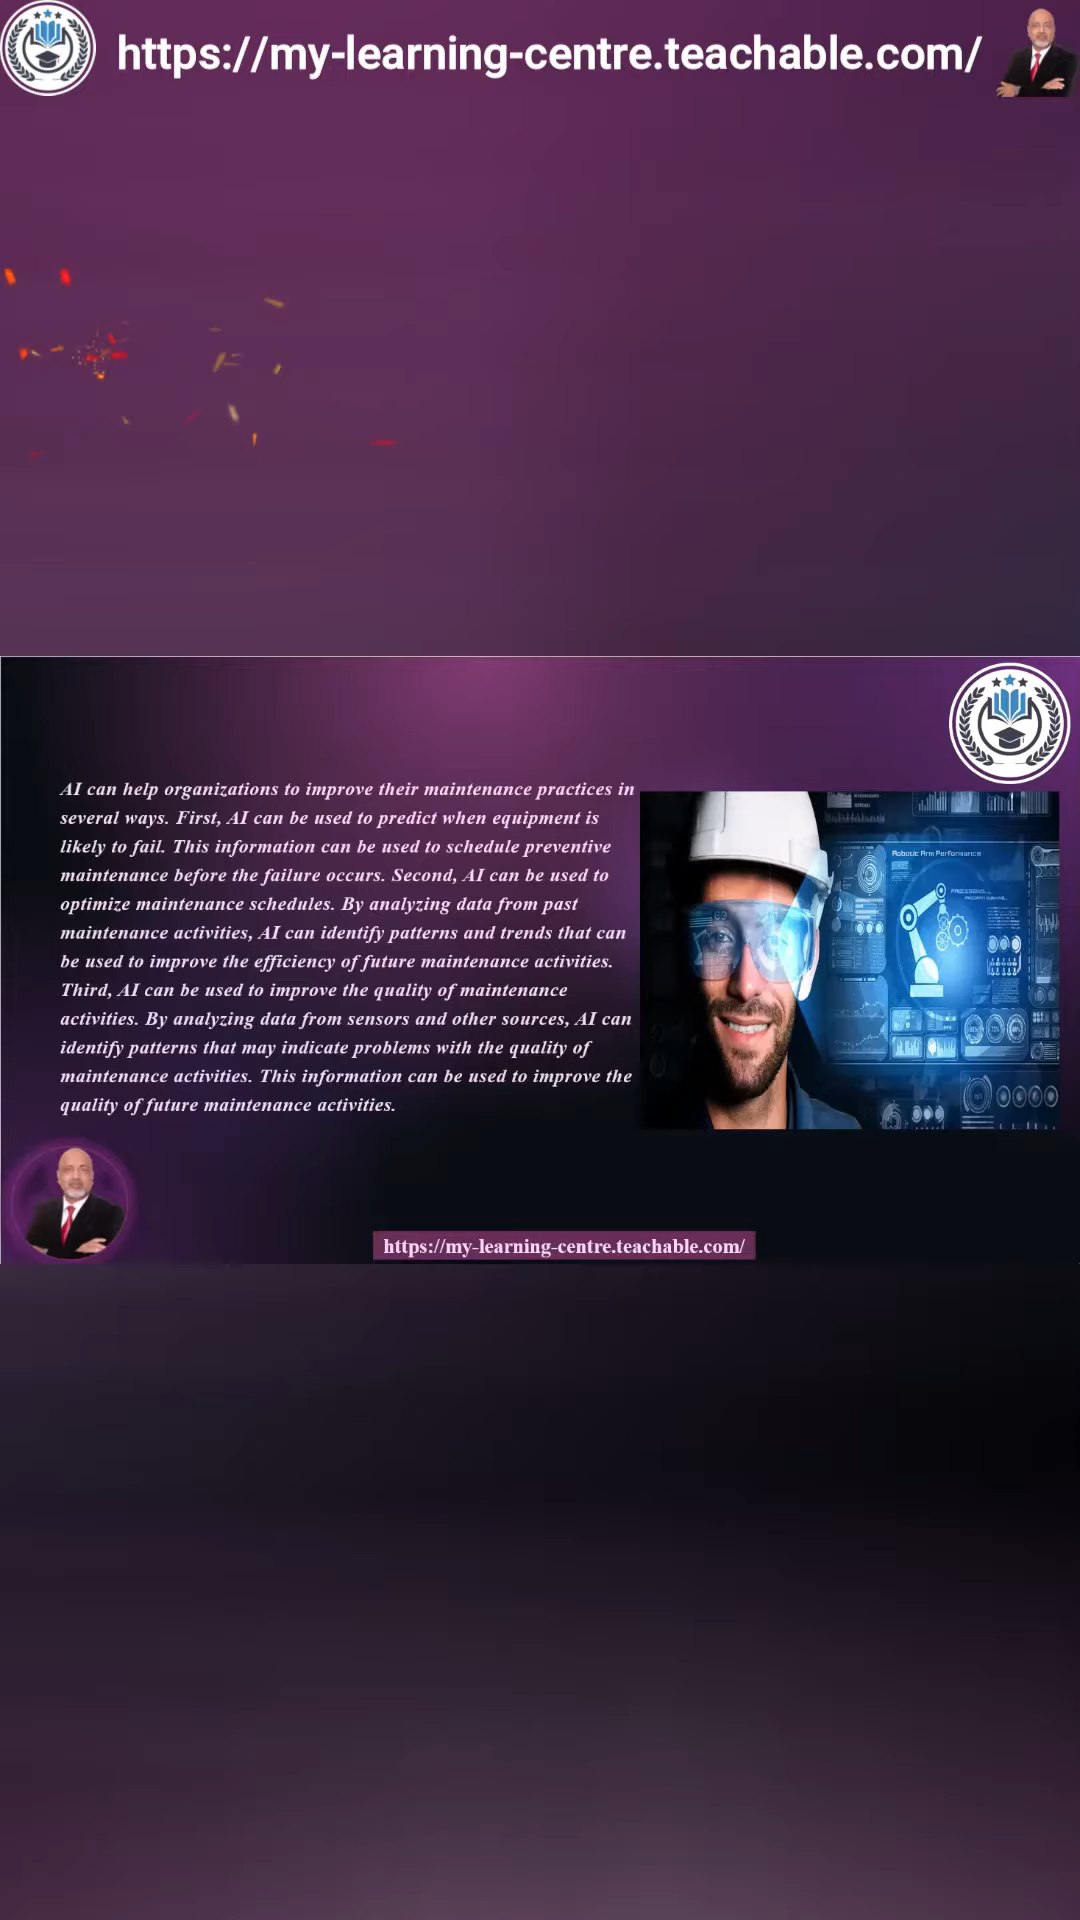 https://my-learning-centre.teachable.com/
AI can help organizations to improve their maintenance practices in
several ways. First, AI can be used to predict when equipment is
likely to fail. This information can be used to schedule preventive
maintenance before the failure occurs. Second, AI can be used to
optimize maintenance schedules. By analyzing data from past
maintenance activities, AI can identify patterns and trends that can
be used to improve the efficiency of future maintenance activities.
Third, AI can be used to improve the quality of maintenance
activities. By analyzing data from sensors and other sources, AI can
identify patterns that may indicate problems with the quality of
maintenance activities. This information can be used to improve the
quality of future maintenance activities.
Robotic Arm Performance
https://my-learning-centre.teachable.com/